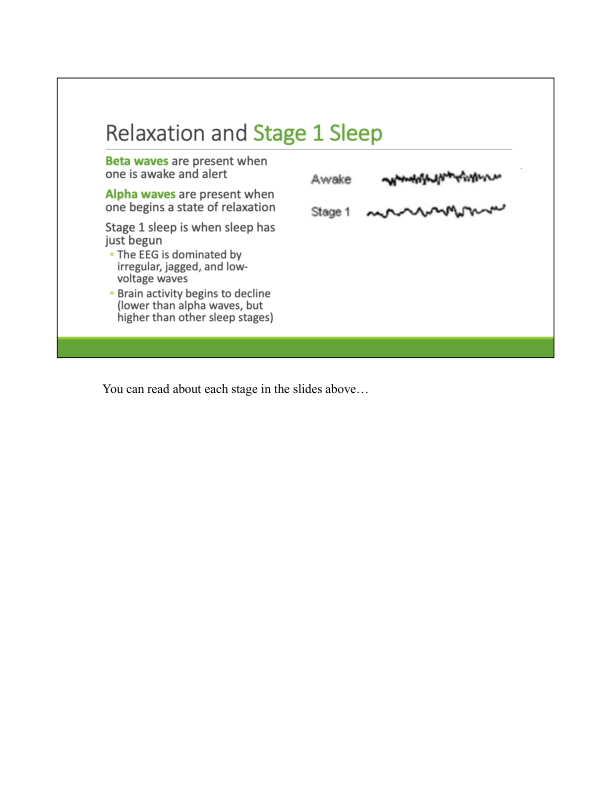 Relaxation and Stage 1 Sleep
Beta waves are present when
one is awake and alert
Alpha waves are present when
one begins a state of relaxation
Stage 1 sleep is when sleep has
just begun
◦ The EEG is dominated by
irregular, jagged, and low-
voltage waves
◦ Brain activity begins to decline
(lower than alpha waves, but
higher than other sleep stages)
Awake
Stage 1
You can read about each stage in the slides above…